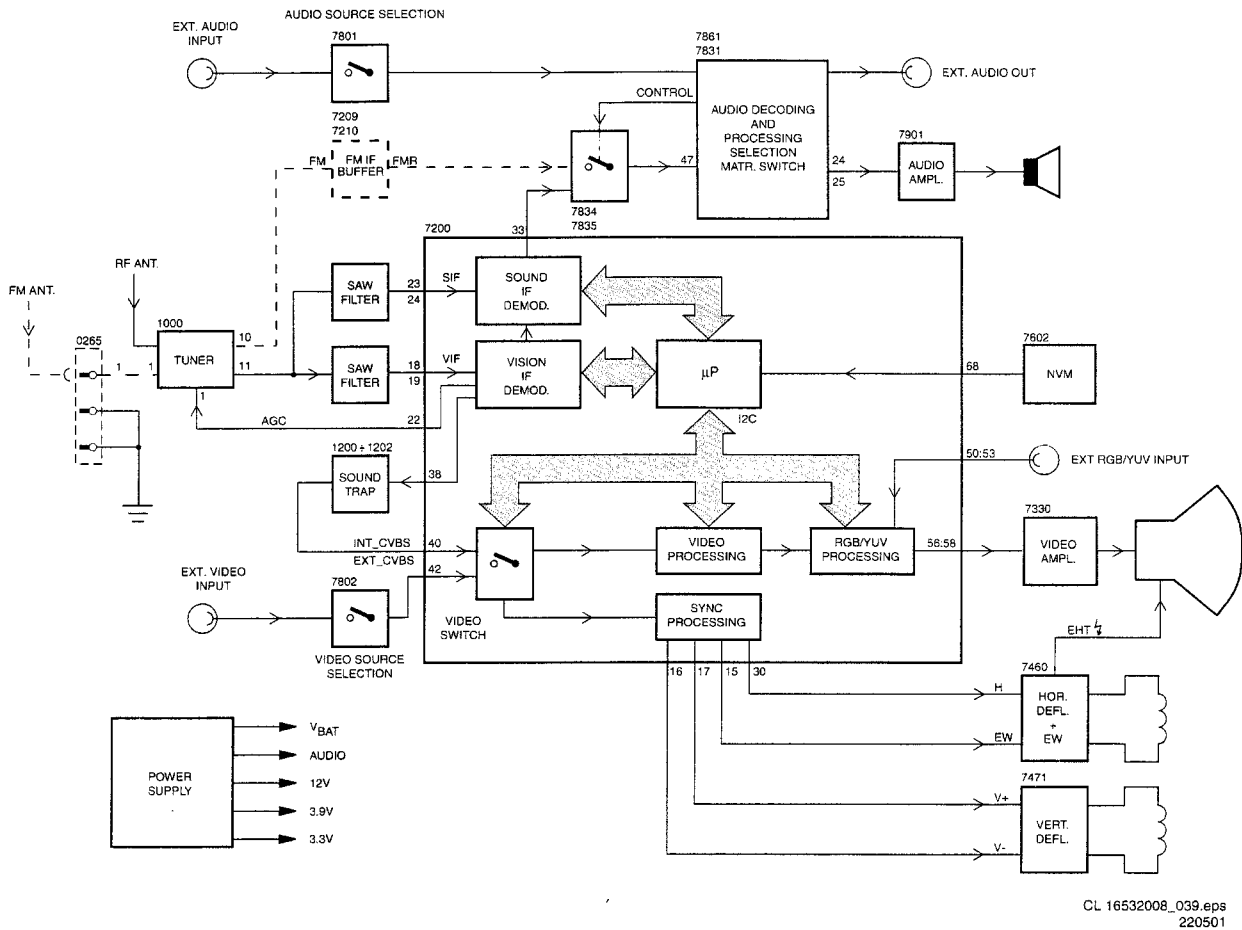 AUDIO SOURCE SELECTION
EXT. AUDIO
INPUT
7801
7861
7831
EXT. AUDIO OUT
CONTROL
AUDIO DECODING
AND
PROCESSING
SELECTION
MATR. SWITCH
7209
7210
FM
FM IF
BUFFER
FMR
47
24
25
7901
AUDIO
AMPL.
7834
7835
7200
33
RF ANT.
FM ANT.
SAW
FILTER
23
24
SIF
SOUND
IF
DEMOD.
1000
TUNER
10
11
0265
1
1
1
SAW
FILTER
18
19
VIF
VISION
IF
DEMOD.
µP
I2C
68
7602
NVM
AGC
22
1200 ÷ 1202
SOUND
TRAP
38
50:53
EXT RGB/YUV INPUT
INT_CVBS
40
EXT_CVBS
42
VIDEO
PROCESSING
RGB/YUV
PROCESSING
56:58
7330
VIDEO
AMPL.
EXT. VIDEO
INPUT
7802
VIDEO
SWITCH
SYNC
PROCESSING
VIDEO SOURCE
SELECTION
16
17
15
30
EHT
7460
H
EW
HOR.
DEFL.
+
EW
7471
V+
V-
VERT.
DEFL.
POWER
SUPPLY
VBAT
AUDIO
12V
3.9V
3.3V
CL 16532008_039.eps
220501